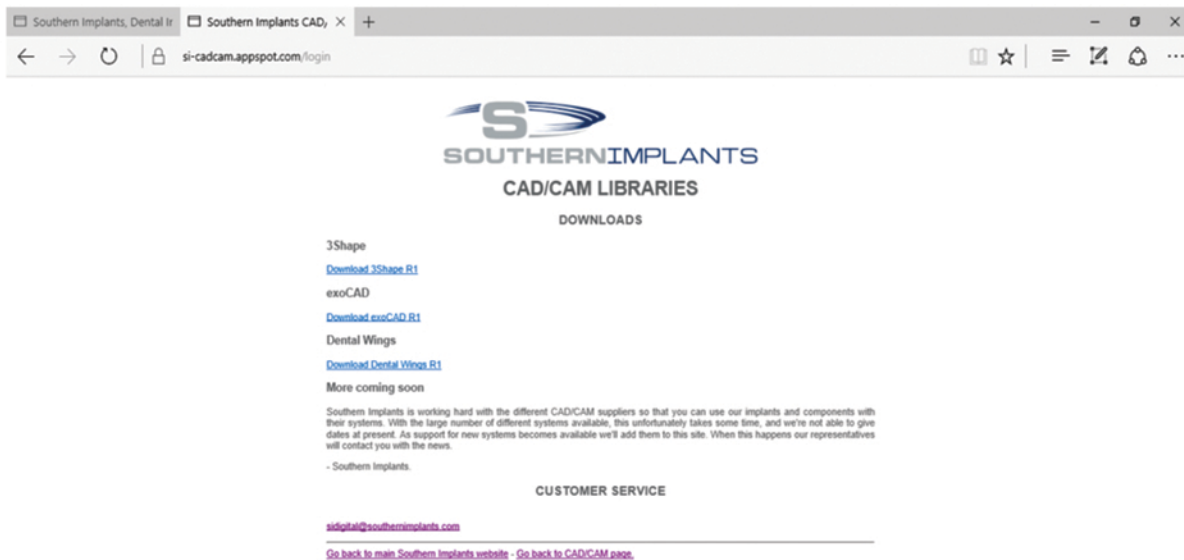 Southern Implants, Dental Ir
Southern Implants CAD,
si-cadcam.appspot.com/login
S
SOUTHERNIMPLANTS
CAD/CAM LIBRARIES
DOWNLOADS
3Shape
Download 3Shape R1
exoCAD
Download exoCAD R1
Dental Wings
Download Dental Wings R1
More coming soon
Southern Implants is working hard with the different CAD/CAM suppliers so that you can use our implants and components with
their systems. With the large number of different systems available, this unfortunately takes some time, and we're not able to give
dates at present. As support for new systems becomes available we'll add them to this site. When this happens our representatives
will contact you with the news.
- Southern Implants.
CUSTOMER SERVICE
sidigital@southernimplants.com
Go back to main Southern Implants website - Go back to CAD/CAM page.